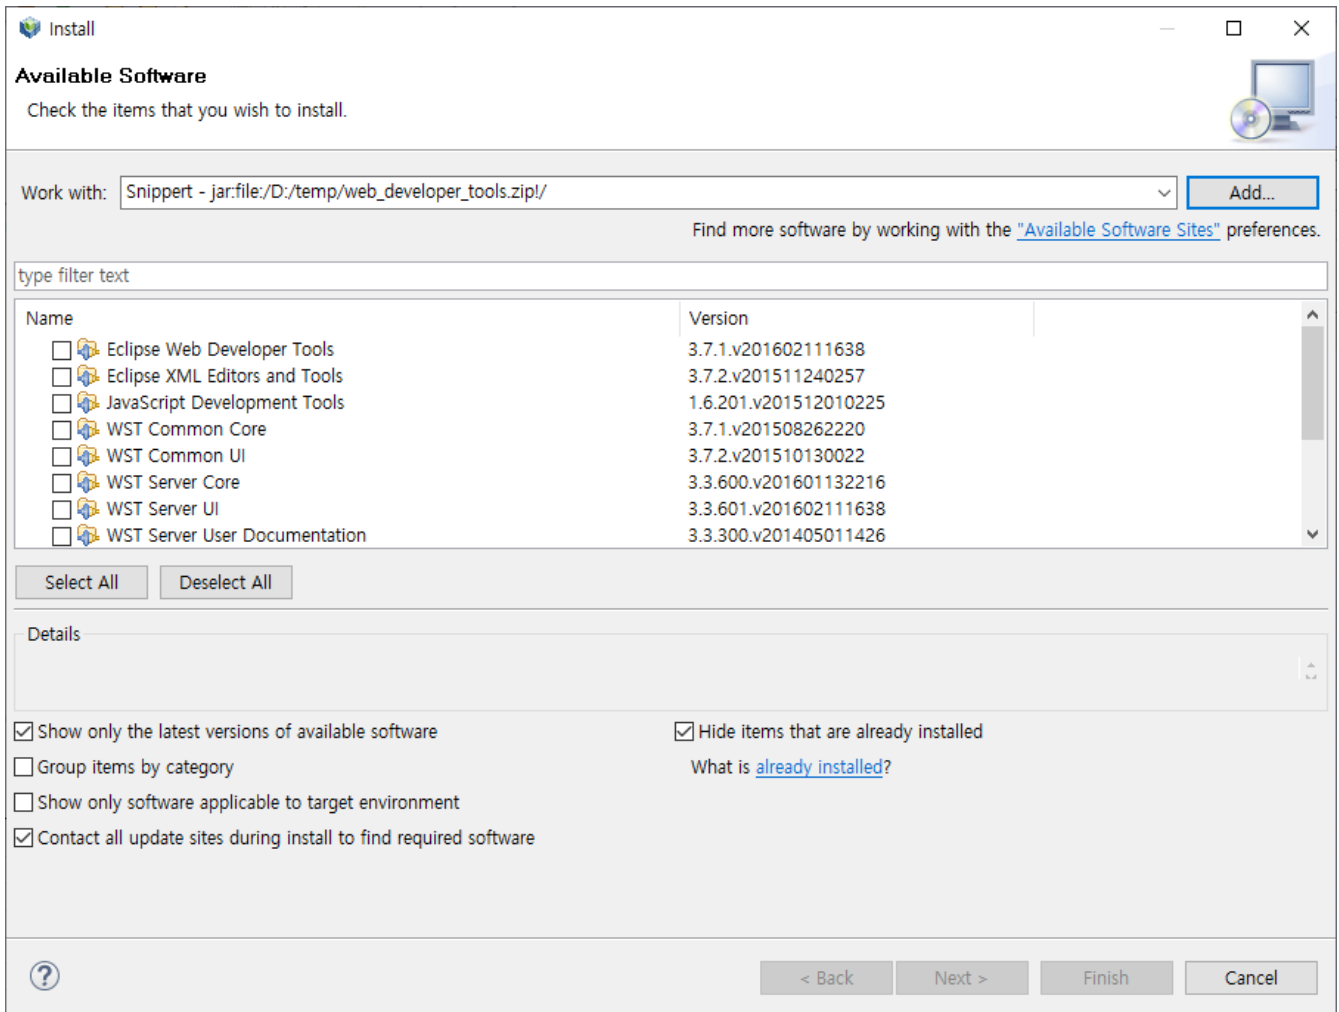 Install
Available Software
Check the items that you wish to install.
Work with: Snippert - jar:file:/D:/temp/web_developer_tools.zip!/ Add...
Find more software by working with the "Available Software Sites" preferences.
type filter text
Name Version
Eclipse Web Developer Tools 3.7.1.v201602111638
Eclipse XML Editors and Tools 3.7.2.v201511240257
JavaScript Development Tools 1.6.201.v201512010225
WST Common Core 3.7.1.v201508262220
WST Common UI 3.7.2.v201510130022
WST Server Core 3.3.600.v201601132216
WST Server UI 3.3.601.v201602111638
WST Server User Documentation 3.3.300.v201405011426
Select All Deselect All
Details
Show only the latest versions of available software Hide items that are already installed
Group items by category What is already installed?
Show only software applicable to target environment
Contact all update sites during install to find required software
? < Back Next > Finish Cancel